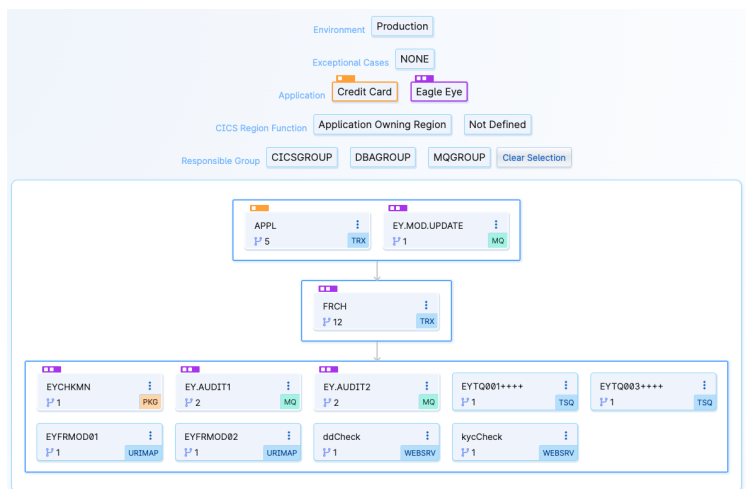 Environment Production
Exceptional Cases NONE
Application Credit Card Eagle Eye
CICS Region Function Application Owning Region Not Defined
Responsible Group CICSGROUP DBAGROUP MQGROUP Clear Selection
APPL EY.MOD.UPDATE
5 TRX 1 MQ
FRCH
12 TRX
EYCHKMN EY.AUDIT1 EY.AUDIT2 EYTQ001++++ EYTQ003++++
1 PKG 2 MQ 2 MQ 1 TSQ 1 TSQ
EYFRMOD01 EYFRMOD02 ddCheck kycCheck
1 URIMAP 1 URIMAP 1 WEBSRV 1 WEBSRV